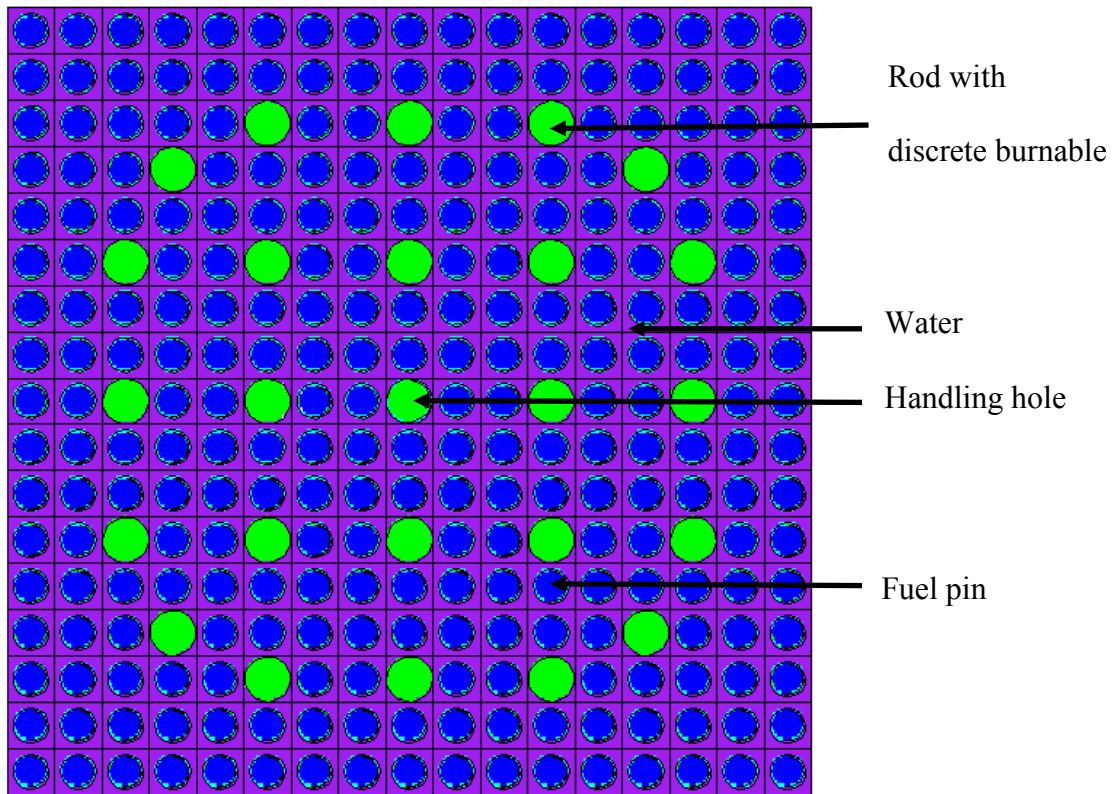 Rod with
discrete burnable
Water
Handling hole
Fuel pin